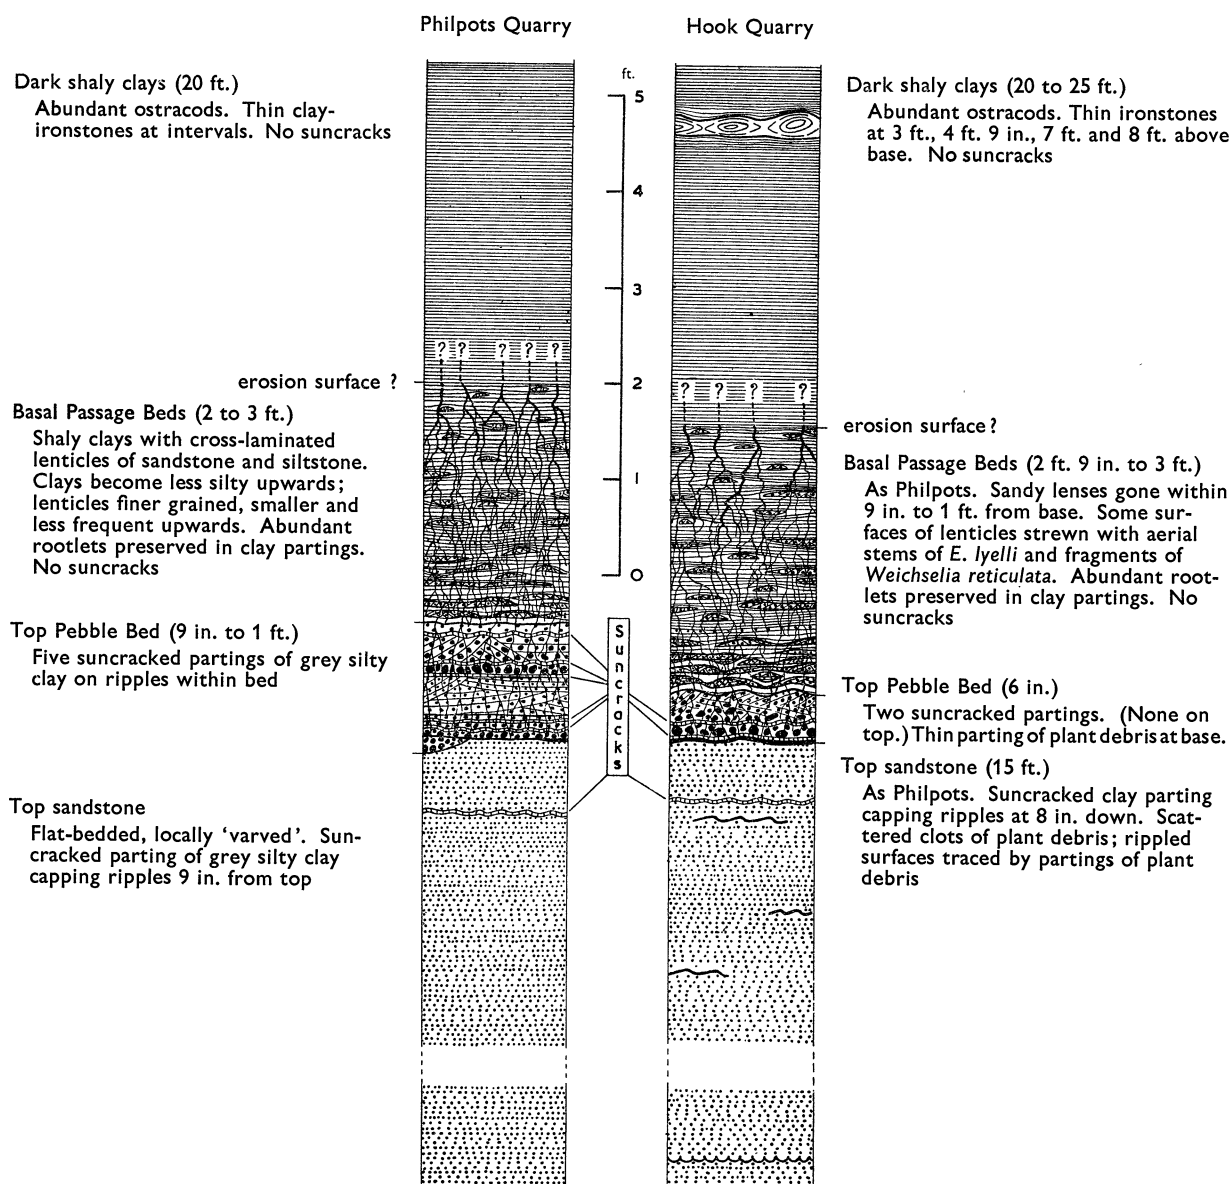 Philpots Quarry
Hook Quarry
Dark shaly clays (20 ft.)
Abundant ostracods. Thin clay-
ironstones at intervals. No suncracks
erosion surface ?
Basal Passage Beds (2 to 3 ft.)
Shaly clays with cross-laminated
lenticles of sandstone and siltstone.
Clays become less silty upwards;
lenticles finer grained, smaller and
less frequent upwards. Abundant
rootlets preserved in clay partings.
No suncracks
Top Pebble Bed (9 in. to 1 ft.)
Five suncracked partings of grey silty
clay on ripples within bed
Top sandstone
Flat-bedded, locally ‘varved’. Sun-
cracked parting of grey silty clay
capping ripples 9 in. from top
? ? ? ? ?
ft.
5
4
3
2
1
O
Suncracks
? ? ? ?
Dark shaly clays (20 to 25 ft.)
Abundant ostracods. Thin ironstones
at 3 ft., 4 ft. 9 in., 7 ft. and 8 ft. above
base. No suncracks
erosion surface ?
Basal Passage Beds (2 ft. 9 in. to 3 ft.)
As Philpots. Sandy lenses gone within
9 in. to 1 ft. from base. Some sur-
faces of lenticles strewn with aerial
stems of E. lyelli and fragments of
Weichselia reticulata. Abundant root-
lets preserved in clay partings. No
suncracks
Top Pebble Bed (6 in.)
Two suncracked partings. (None on
top.) Thin parting of plant debris at base.
Top sandstone (15 ft.)
As Philpots. Suncracked clay parting
capping ripples at 8 in. down. Scat-
tered clots of plant debris; rippled
surfaces traced by partings of plant
debris